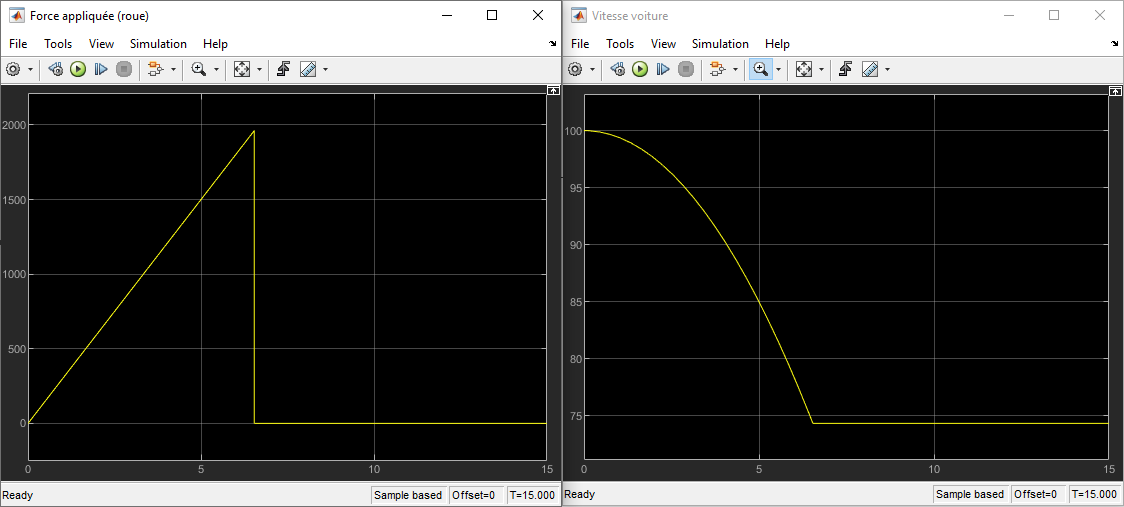 Force appliquée (roue)
File Tools View Simulation Help
2000
1500
1000
500
0
0 5 10 15
Ready Sample based Offset=0 T=15.000
Vitesse voiture
File Tools View Simulation Help
100
95
90
85
80
75
0 5 10 15
Ready Sample based Offset=0 T=15.000